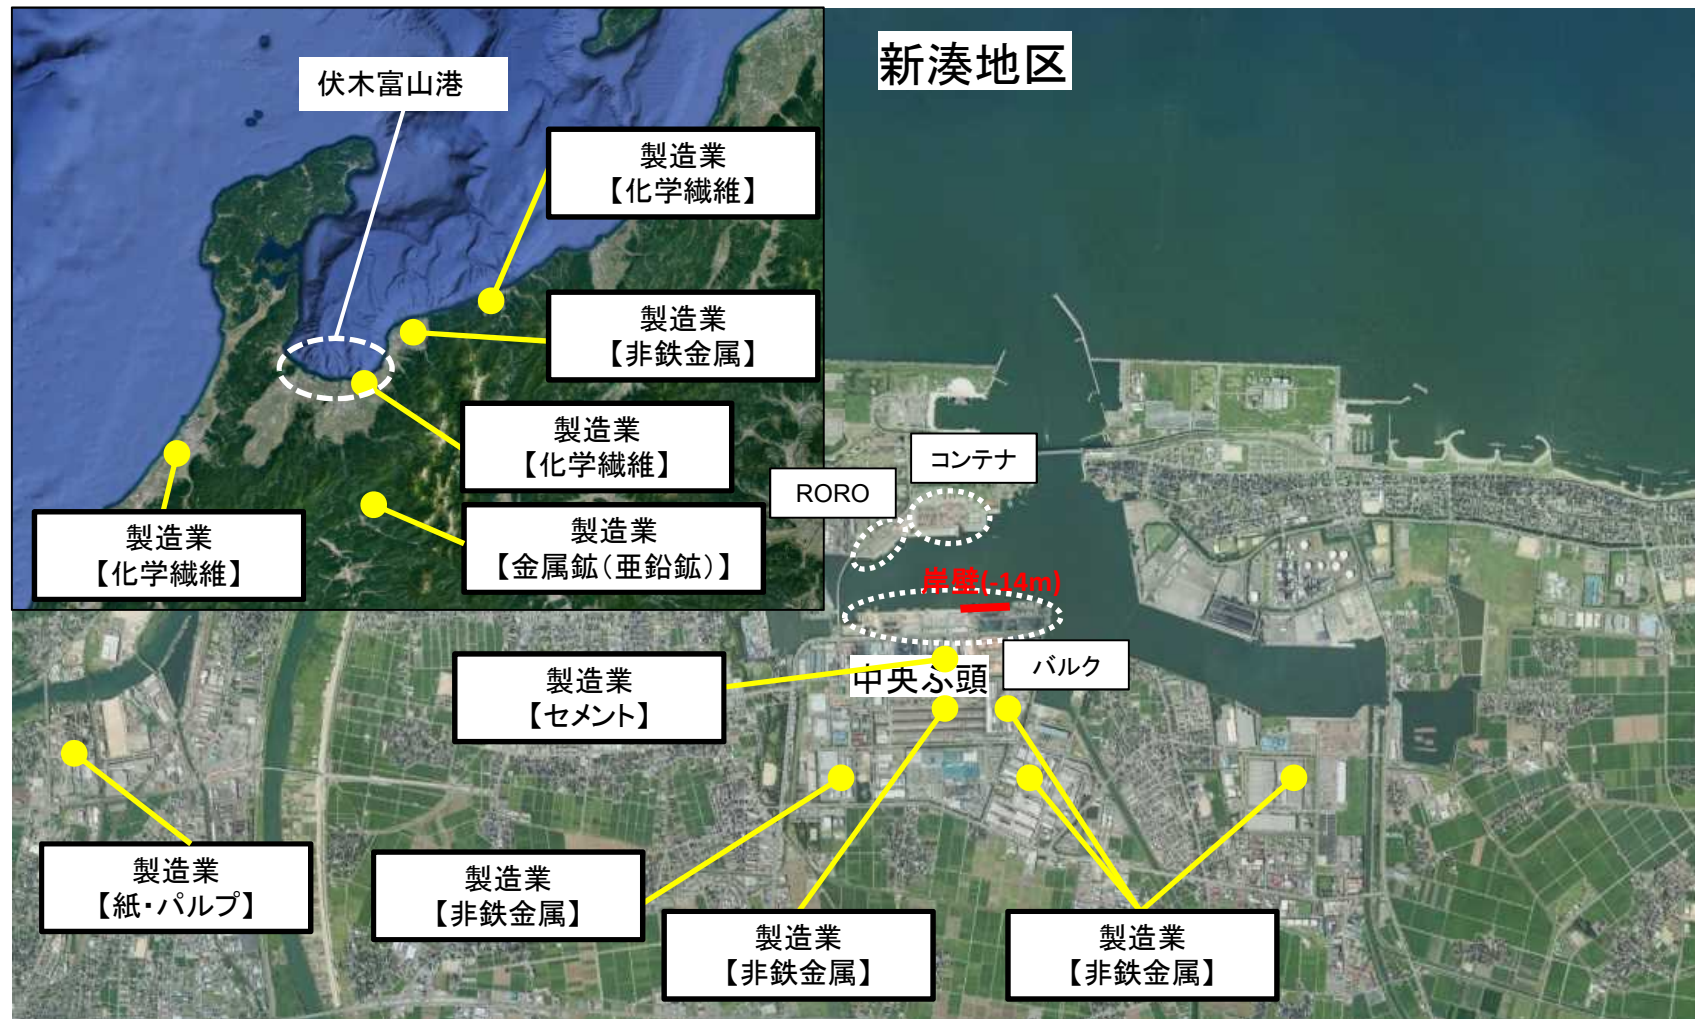 新湊地区
伏木富山港
製造業
【化学繊維】
製造業
【非鉄金属】
製造業
【化学繊維】
製造業
【金属鉱（亜鉛鉱）】
製造業
【化学繊維】
コンテナ
RORO
岸壁(-14m)
中央ふ頭
バルク
製造業
【セメント】
製造業
【紙・パルプ】
製造業
【非鉄金属】
製造業
【非鉄金属】
製造業
【非鉄金属】